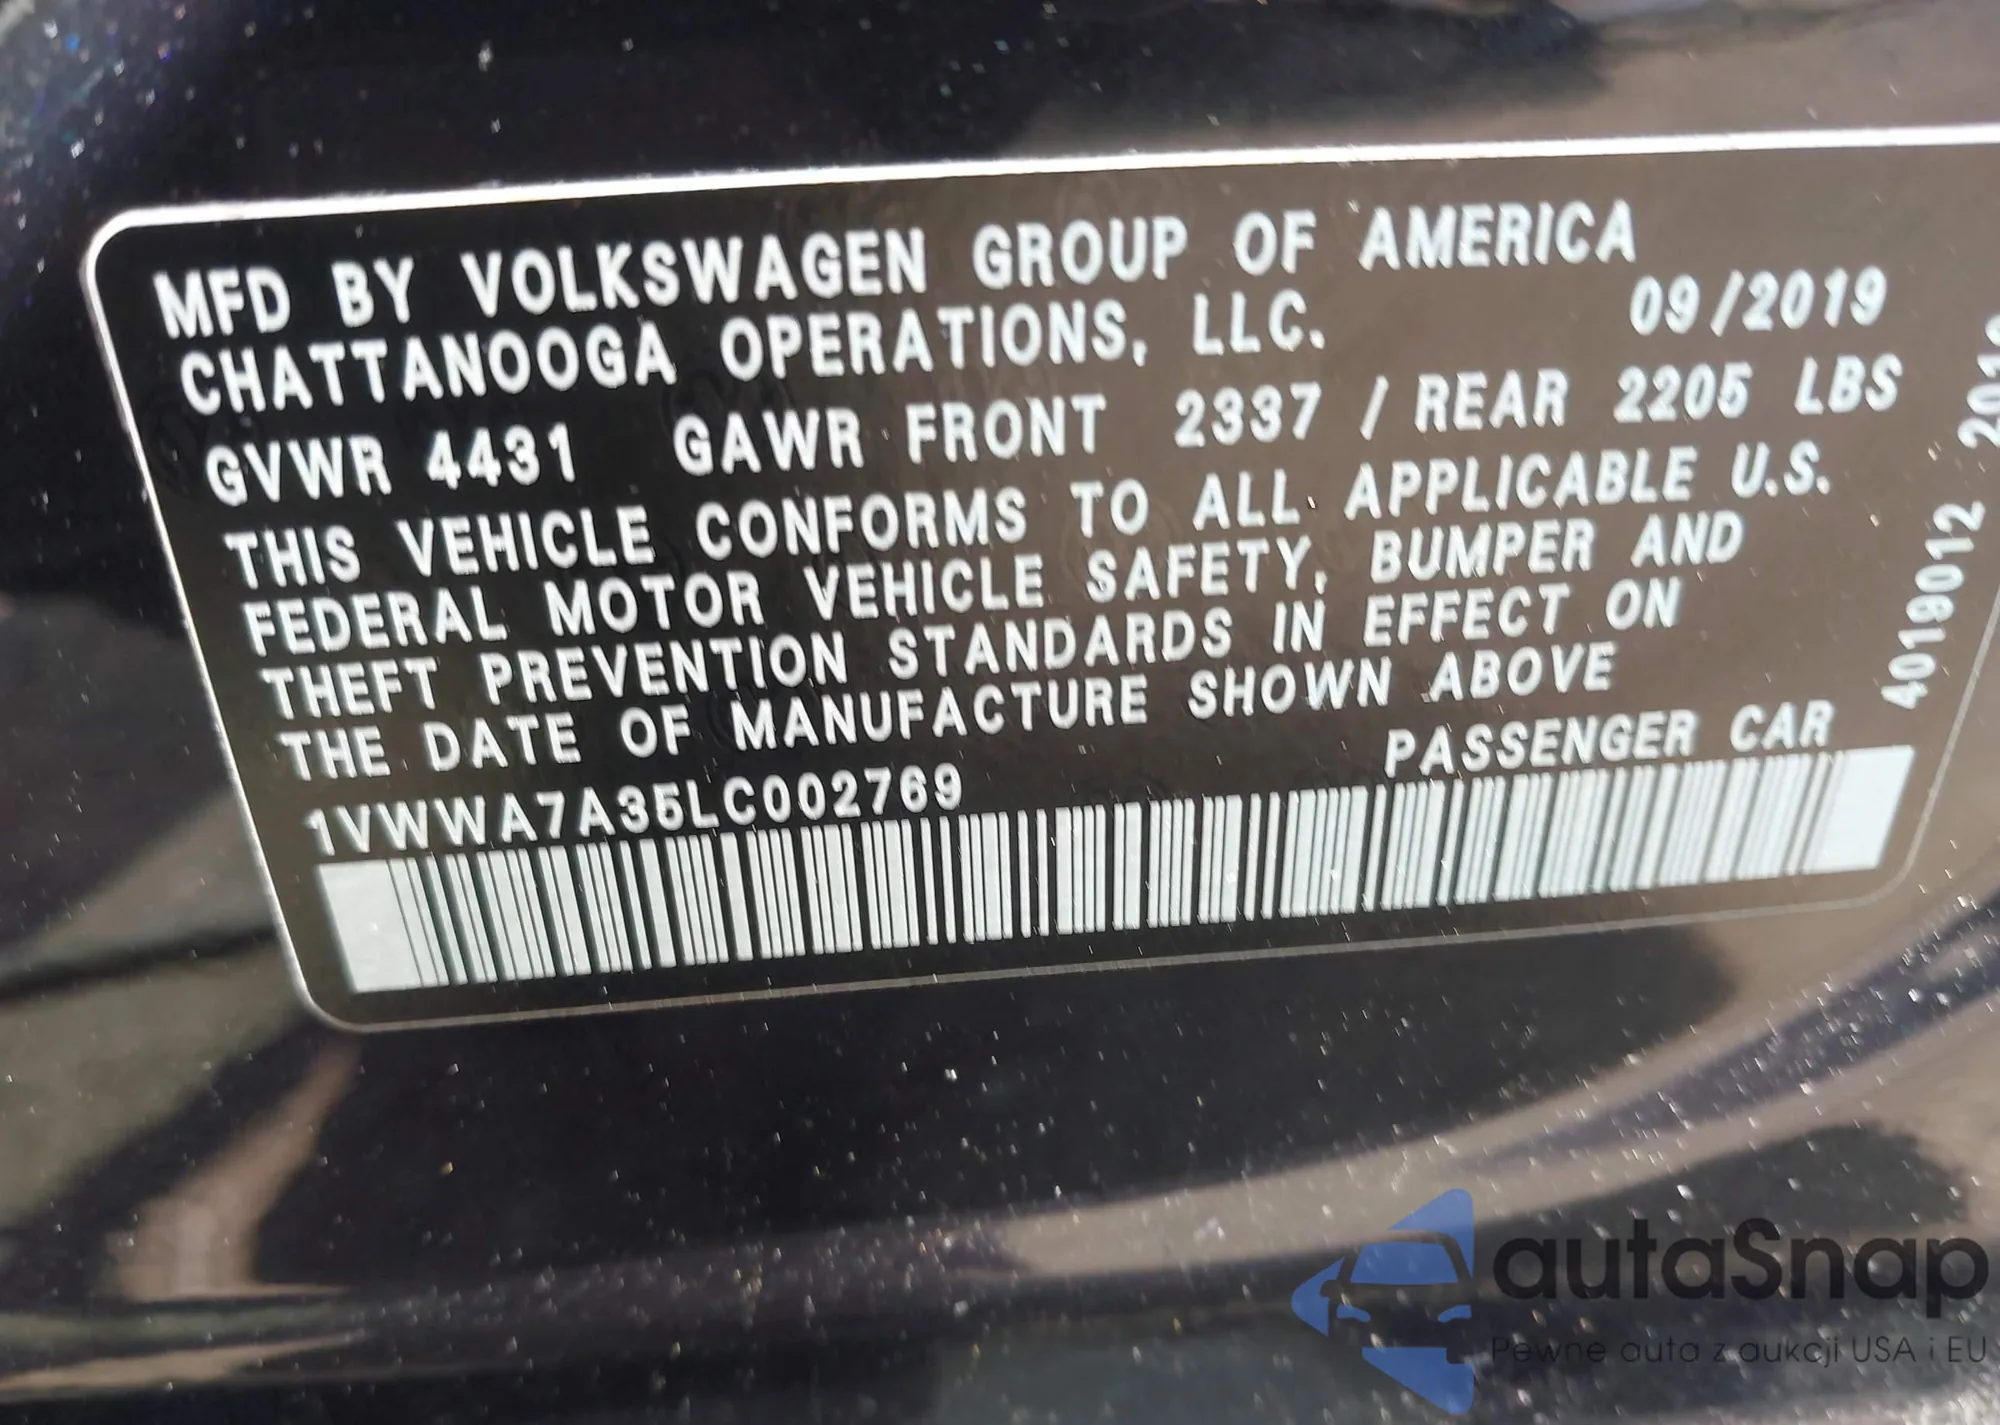 MFD BY VOLKSWAGEN GROUP OF AMERICA
CHATTANOOGA OPERATIONS, LLC. 09/2019
GVWR 4431 GAWR FRONT 2337 / REAR 2205 LBS
THIS VEHICLE CONFORMS TO ALL APPLICABLE U.S.
FEDERAL MOTOR VEHICLE SAFETY, BUMPER AND
THEFT PREVENTION STANDARDS IN EFFECT ON
THE DATE OF MANUFACTURE SHOWN ABOVE
1VWWA7A35LC002769 PASSENGER CAR
4019012
autaSnap
Pewne auta z aukcji USA i EU